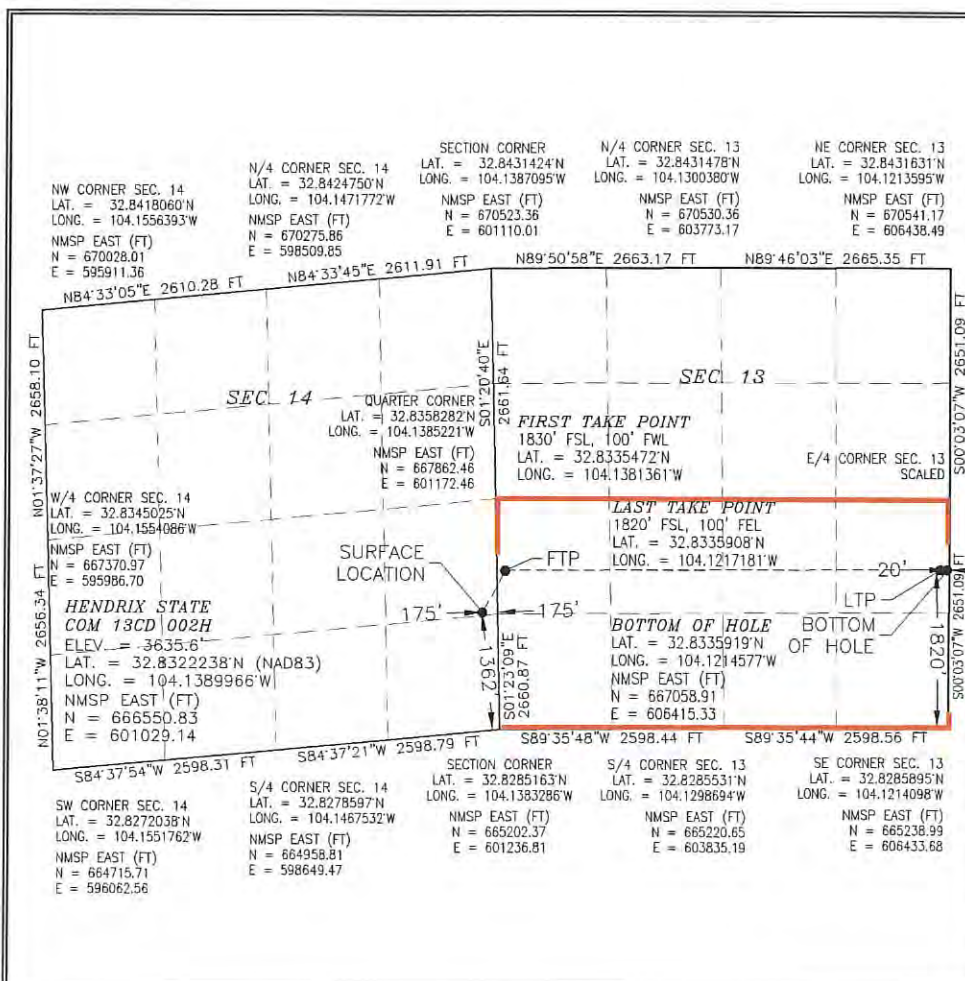 NW CORNER SEC. 14
LAT. = 32.8418060'N
LONG. = 104.1556393'W
NMSP EAST (FT)
N = 670028.01
E = 595911.36
N/4 CORNER SEC. 14
LAT. = 32.8424750'N
LONG. = 104.1471772'W
NMSP EAST (FT)
N = 670275.86
E = 598509.85
SECTION CORNER
LAT. = 32.8431424'N
LONG. = 104.1387095'W
NMSP EAST (FT)
N = 670523.36
E = 601110.01
N/4 CORNER SEC. 13
LAT. = 32.8431478'N
LONG. = 104.1300380'W
NMSP EAST (FT)
N = 670530.36
E = 603773.17
NE CORNER SEC. 13
LAT. = 32.8431631'N
LONG. = 104.1213595'W
NMSP EAST (FT)
N = 670541.17
E = 606438.49
N84°33'05"E 2610.28 FT
N84°33'45"E 2611.91 FT
N89°50'58"E 2663.17 FT
N89°46'03"E 2665.35 FT
N01°37'27"W 2658.10 FT
SEC. 14
S01°20'40"E
2661.64 FT
SEC. 13
S00°03'07"W 2651.09 FT
QUARTER CORNER
LAT. = 32.8358282'N
LONG. = 104.1385221'W
NMSP EAST (FT)
N = 667862.46
E = 601172.46
FIRST TAKE POINT
1830' FSL, 100' FWL
LAT. = 32.8335472'N
LONG. = 104.1381361'W
E/4 CORNER SEC. 13
SCALED
W/4 CORNER SEC. 14
LAT. = 32.8345025'N
LONG. = 104.1554086'W
NMSP EAST (FT)
N = 667370.97
E = 595986.70
LAST TAKE POINT
1820' FSL, 100' FEL
LAT. = 32.8335908'N
LONG. = 104.1217181'W
SURFACE
LOCATION
FTP
20'
LTP
BOTTOM
OF HOLE
175'
175'
HENDRIX STATE
COM 13CD 002H
ELEV. = 3635.6'
LAT. = 32.8322238'N (NAD83)
LONG. = 104.1389966'W
NMSP EAST (FT)
N = 666550.83
E = 601029.14
BOTTOM OF HOLE
LAT. = 32.8335919'N
LONG. = 104.1214577'W
NMSP EAST (FT)
N = 667058.91
E = 606415.33
N01°38'11"W 2656.34 FT
1362'
S01°23'09"E
2660.87 FT
1820'
S00°03'07"W 2651.09 FT
S84°37'54"W 2598.31 FT
S84°37'21"W 2598.79 FT
S89°35'48"W 2598.44 FT
S89°35'44"W 2598.56 FT
SW CORNER SEC. 14
LAT. = 32.8272038'N
LONG. = 104.1551762'W
NMSP EAST (FT)
N = 664715.71
E = 596062.56
S/4 CORNER SEC. 14
LAT. = 32.8278597'N
LONG. = 104.1467532'W
NMSP EAST (FT)
N = 664958.81
E = 598649.47
SECTION CORNER
LAT. = 32.8285163'N
LONG. = 104.1383286'W
NMSP EAST (FT)
N = 665202.37
E = 601236.81
S/4 CORNER SEC. 13
LAT. = 32.8285531'N
LONG. = 104.1298694'W
NMSP EAST (FT)
N = 665220.65
E = 603835.19
SE CORNER SEC. 13
LAT. = 32.8285895'N
LONG. = 104.1214098'W
NMSP EAST (FT)
N = 665238.99
E = 606433.68